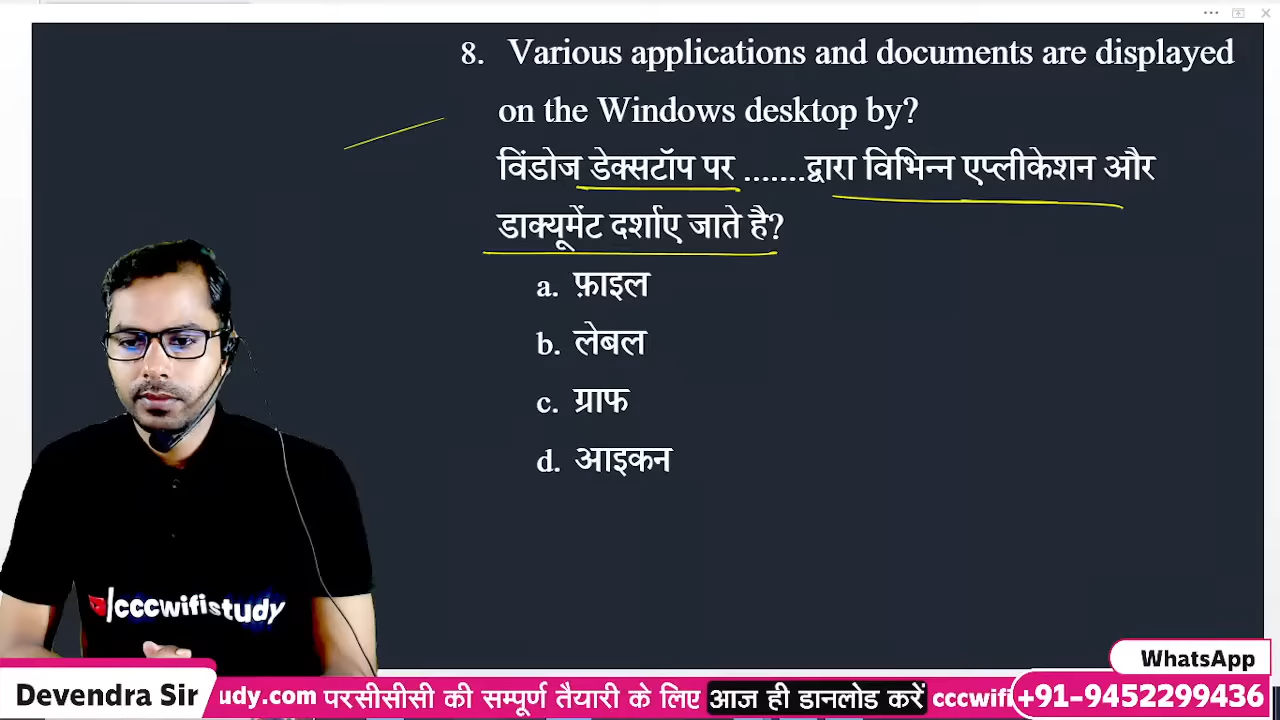 8. Various applications and documents are displayed
on the Windows desktop by?
विंडोज डेक्सटॉप पर .......द्वारा विभिन्न एप्लीकेशन और
डाक्यूमेंट दर्शाए जाते है?
a. फ़ाइल
b. लेबल
c. ग्राफ
d. आइकन
/cccwifistudy
WhatsApp
Devendra Sir udy.com पर सीसीसी की सम्पूर्ण तैयारी के लिए आज ही डानलोड करें cccwifi +91-9452299436